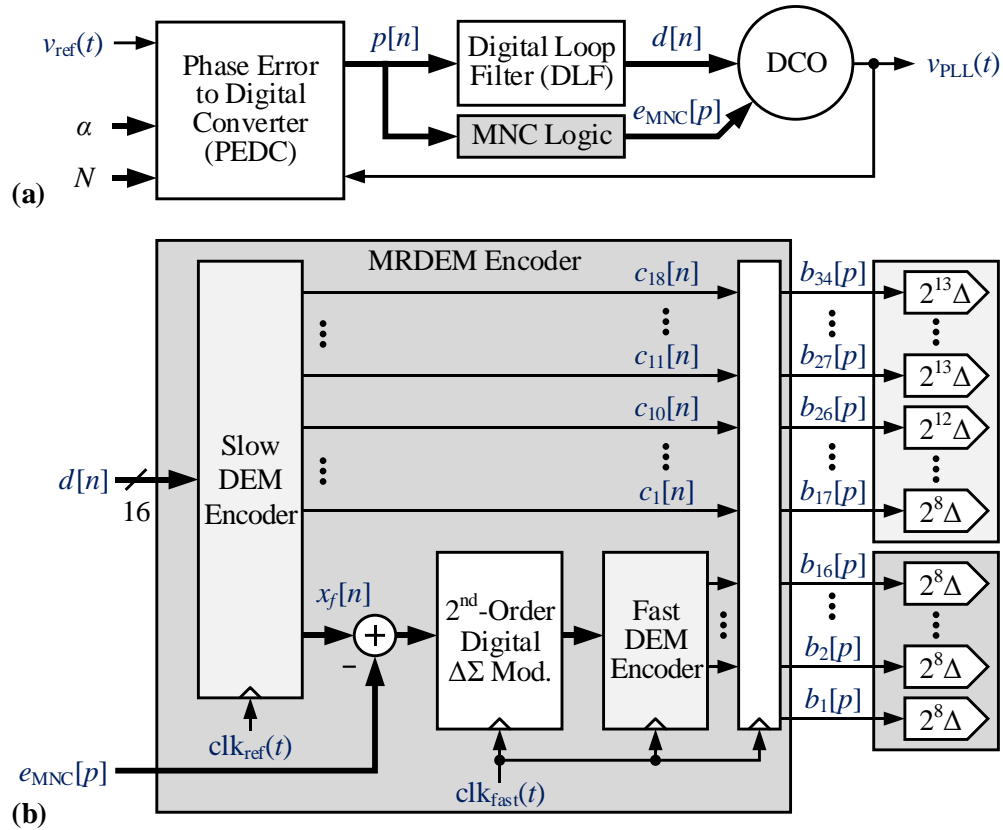 v_ref(t)
α
N
Phase Error
to Digital
Converter
(PEDC)
p[n]
Digital Loop
Filter (DLF)
d[n]
MNC Logic
e_MNC[p]
DCO
v_PLL(t)
(a)
MRDEM Encoder
d[n]
16
Slow
DEM
Encoder
clk_ref(t)
c_18[n]
c_11[n]
c_10[n]
c_1[n]
x_f[n]
+
−
2^nd-Order
Digital
ΔΣ Mod.
Fast
DEM
Encoder
clk_fast(t)
e_MNC[p]
b_34[p]
2^13Δ
b_27[p]
2^13Δ
b_26[p]
2^12Δ
b_17[p]
2^8Δ
b_16[p]
2^8Δ
b_2[p]
2^8Δ
b_1[p]
2^8Δ
(b)